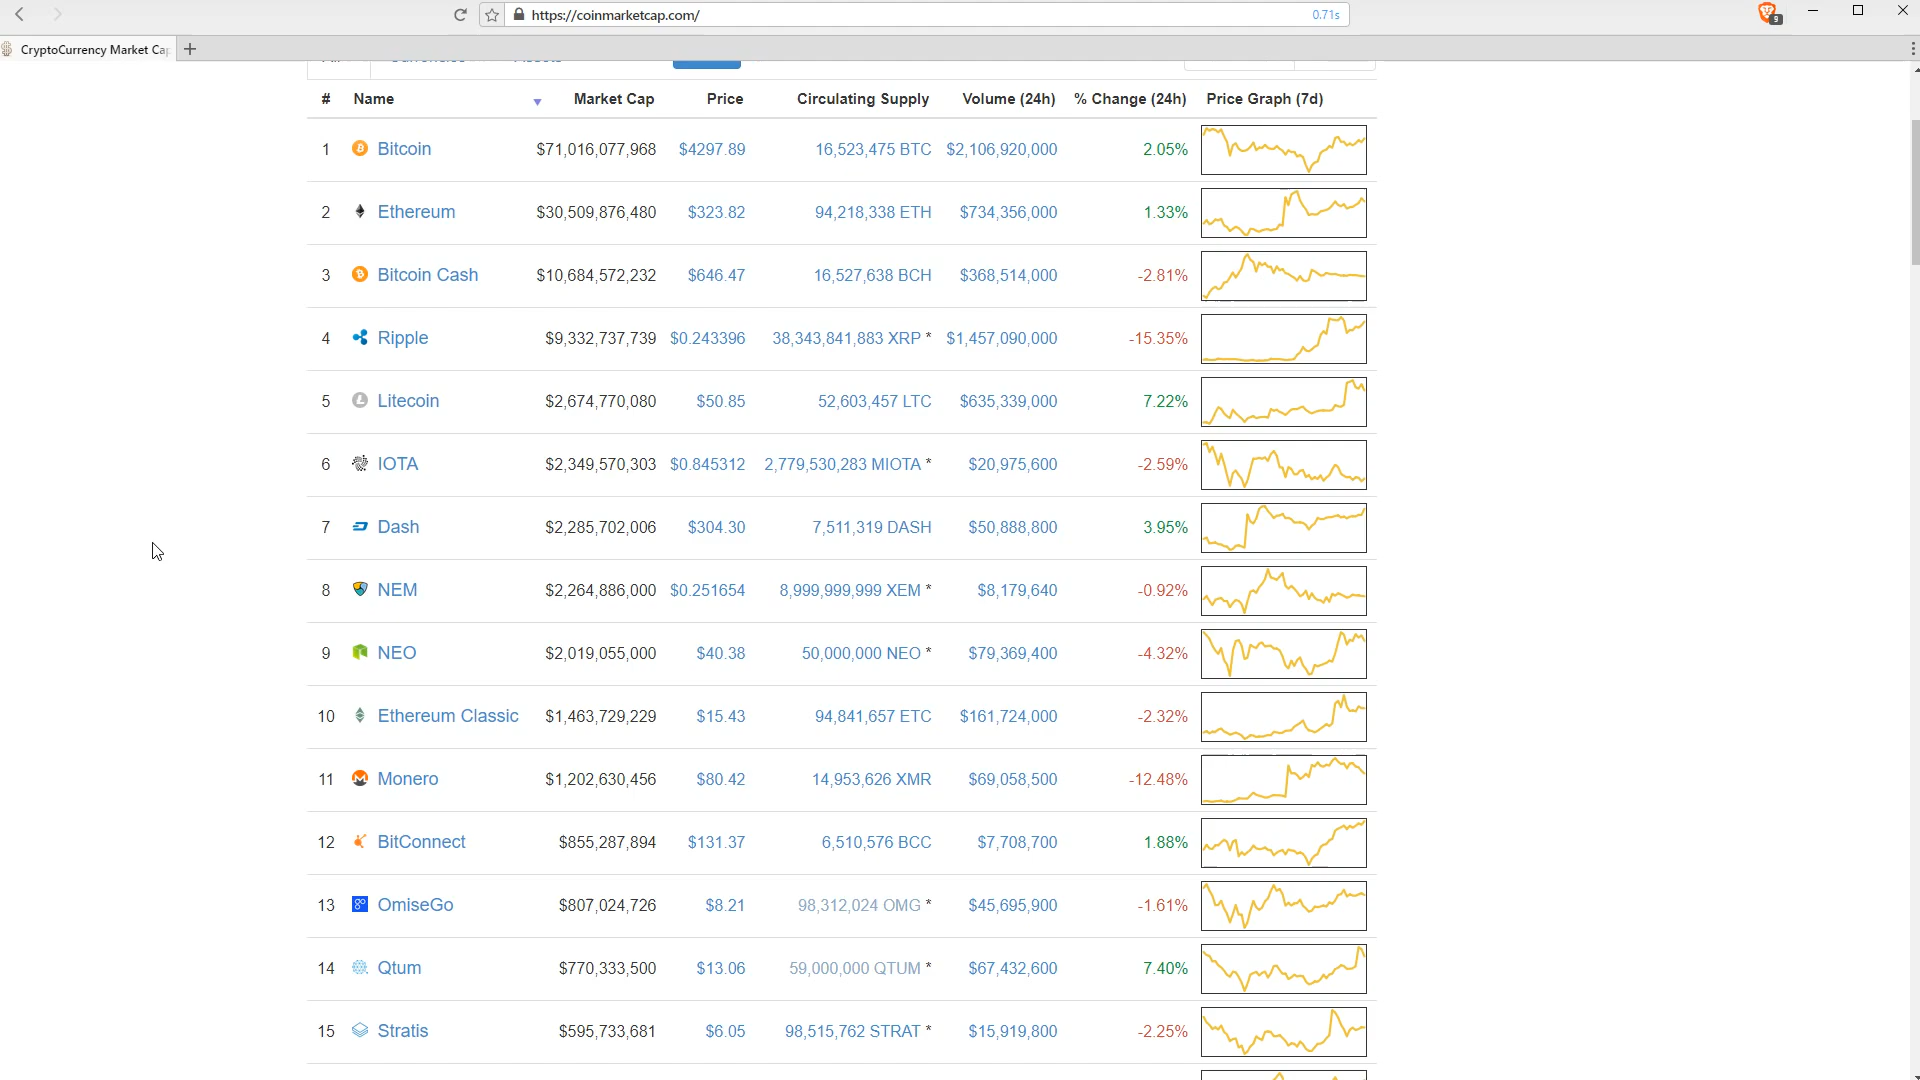 https://coinmarketcap.com/
0.71s
9
CryptoCurrency Market Cap
# Name Market Cap Price Circulating Supply Volume (24h) % Change (24h) Price Graph (7d)
1 Bitcoin $71,016,077,968 $4297.89 16,523,475 BTC $2,106,920,000 2.05%
2 Ethereum $30,509,876,480 $323.82 94,218,338 ETH $734,356,000 1.33%
3 Bitcoin Cash $10,684,572,232 $646.47 16,527,638 BCH $368,514,000 -2.81%
4 Ripple $9,332,737,739 $0.243396 38,343,841,883 XRP * $1,457,090,000 -15.35%
5 Litecoin $2,674,770,080 $50.85 52,603,457 LTC $635,339,000 7.22%
6 IOTA $2,349,570,303 $0.845312 2,779,530,283 MIOTA * $20,975,600 -2.59%
7 Dash $2,285,702,006 $304.30 7,511,319 DASH $50,888,800 3.95%
8 NEM $2,264,886,000 $0.251654 8,999,999,999 XEM * $8,179,640 -0.92%
9 NEO $2,019,055,000 $40.38 50,000,000 NEO * $79,369,400 -4.32%
10 Ethereum Classic $1,463,729,229 $15.43 94,841,657 ETC $161,724,000 -2.32%
11 Monero $1,202,630,456 $80.42 14,953,626 XMR $69,058,500 -12.48%
12 BitConnect $855,287,894 $131.37 6,510,576 BCC $7,708,700 1.88%
13 OmiseGo $807,024,726 $8.21 98,312,024 OMG * $45,695,900 -1.61%
14 Qtum $770,333,500 $13.06 59,000,000 QTUM * $67,432,600 7.40%
15 Stratis $595,733,681 $6.05 98,515,762 STRAT * $15,919,800 -2.25%